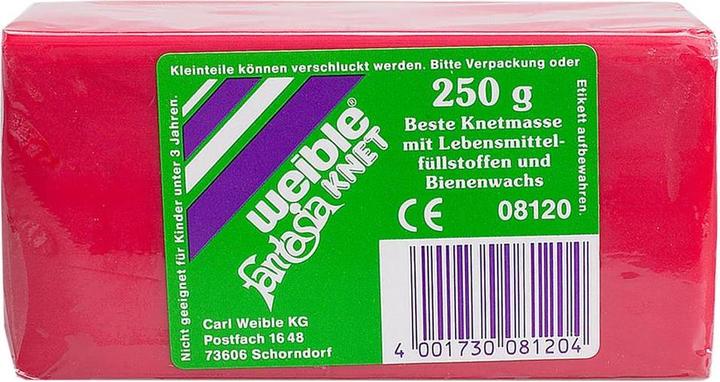 Kleinteile können verschluckt werden. Bitte Verpackung oder
Etikett aufbewahren.
Nicht geeignet für Kinder unter 3 Jahren.
weible®
fantasia KNET
250 g
Beste Knetmasse
mit Lebensmittel-
füllstoffen und
Bienenwachs
CE 08120
Carl Weible KG
Postfach 16 48
73606 Schorndorf
4 001730 081204